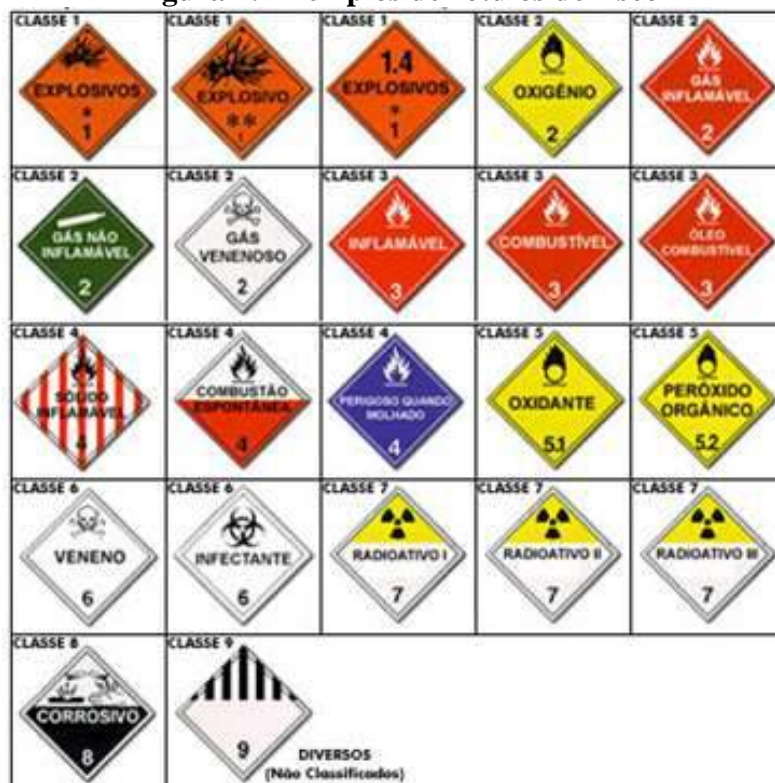 CLASSE 1
EXPLOSIVOS
*
1
CLASSE 1
EXPLOSIVO
**
1
CLASSE 1
1.4
EXPLOSIVOS
*
1
CLASSE 2
OXIGÊNIO
2
CLASSE 2
GÁS
INFLAMÁVEL
2
CLASSE 2
GÁS NÃO
INFLAMÁVEL
2
CLASSE 2
GÁS
VENENOSO
2
CLASSE 3
INFLAMÁVEL
3
CLASSE 3
COMBUSTÍVEL
3
CLASSE 3
ÓLEO
COMBUSTÍVEL
3
CLASSE 4
SÓLIDO
INFLAMÁVEL
4
CLASSE 4
COMBUSTÃO
ESPONTÂNEA
4
CLASSE 4
PERIGOSO QUANDO
MOLHADO
4
CLASSE 5
OXIDANTE
5.1
CLASSE 5
PERÓXIDO
ORGÂNICO
5.2
CLASSE 6
VENENO
6
CLASSE 6
INFECTANTE
6
CLASSE 7
RADIOATIVO I
7
CLASSE 7
RADIOATIVO II
7
CLASSE 7
RADIOATIVO III
7
CLASSE 8
CORROSIVO
8
CLASSE 9
9
DIVERSOS
(Não Classificados)